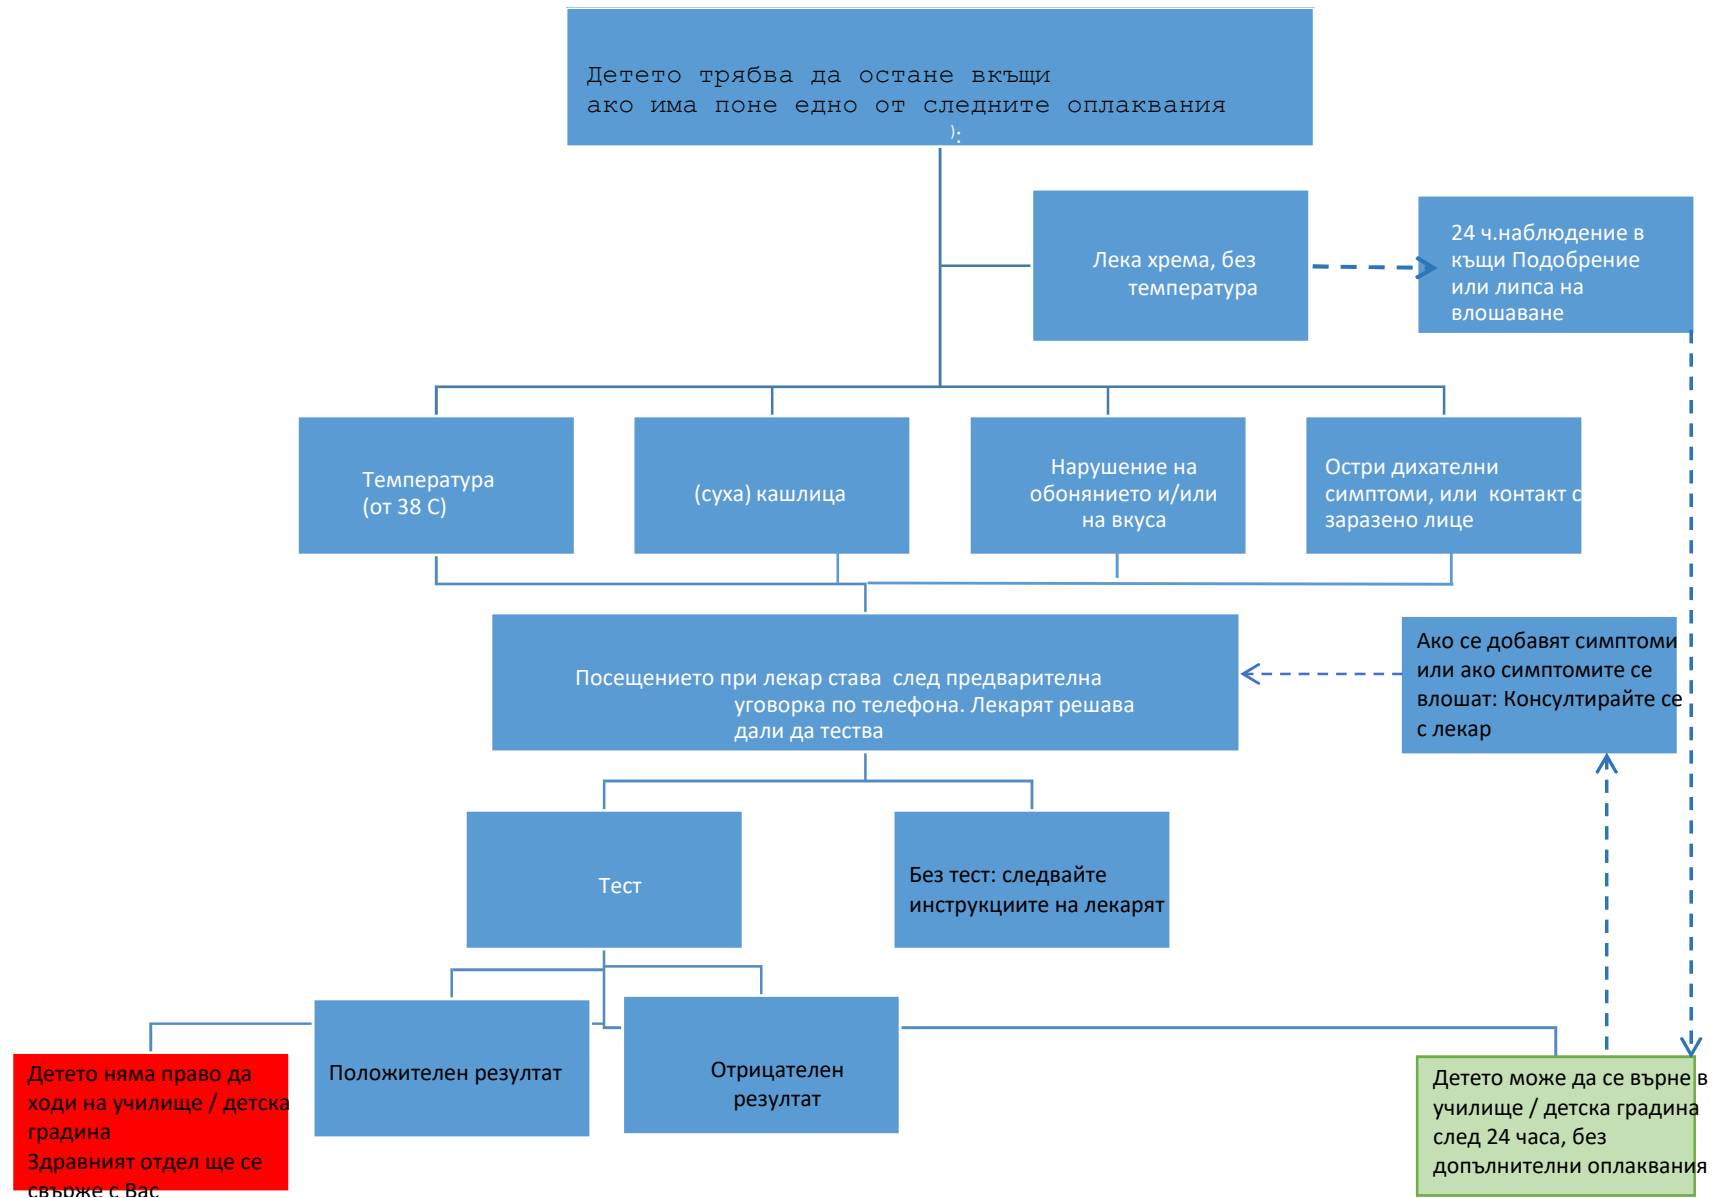 Детето трябва да остане вкъщи
ако има поне едно от следните оплаквания
):
Лека хрема, без
температура
24 ч.наблюдение в
къщи Подобрение
или липса на
влошаване
Температура
(от 38 C)
(суха) кашлица
Нарушение на
обонянието и/или
на вкуса
Остри дихателни
симптоми, или контакт с
заразено лице
Посещението при лекар става след предварителна
уговорка по телефона. Лекарят решава
дали да тества
Ако се добавят симптоми
или ако симптомите се
влошат: Консултирайте се
с лекар
Тест
Без тест: следвайте
инструкциите на лекарят
Положителен резултат
Отрицателен
резултат
Детето няма право да
ходи на училище / детска
градина
Здравният отдел ще се
свърже с Вас
Детето може да се върне в
училище / детска градина
след 24 часа, без
допълнителни оплаквания